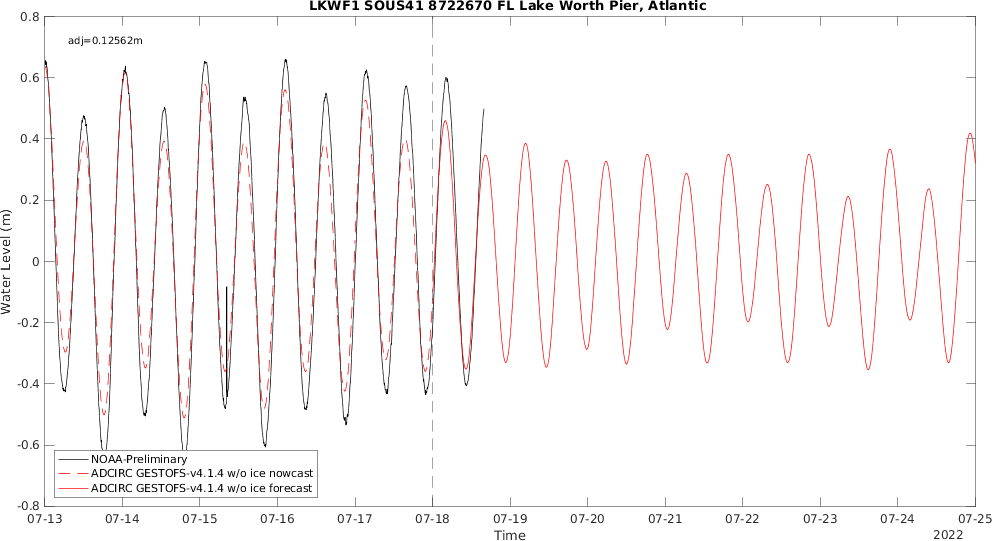 LKWF1 SOUS41 8722670 FL Lake Worth Pier, Atlantic
0.8
adj=0.12562m
0.6
0.4
0.2
0
-0.2
-0.4
-0.6
-0.8
Water Level (m)
NOAA-Preliminary
ADCIRC GESTOFS-v4.1.4 w/o ice nowcast
ADCIRC GESTOFS-v4.1.4 w/o ice forecast
07-13 07-14 07-15 07-16 07-17 07-18 07-19 07-20 07-21 07-22 07-23 07-24 07-25
Time
2022